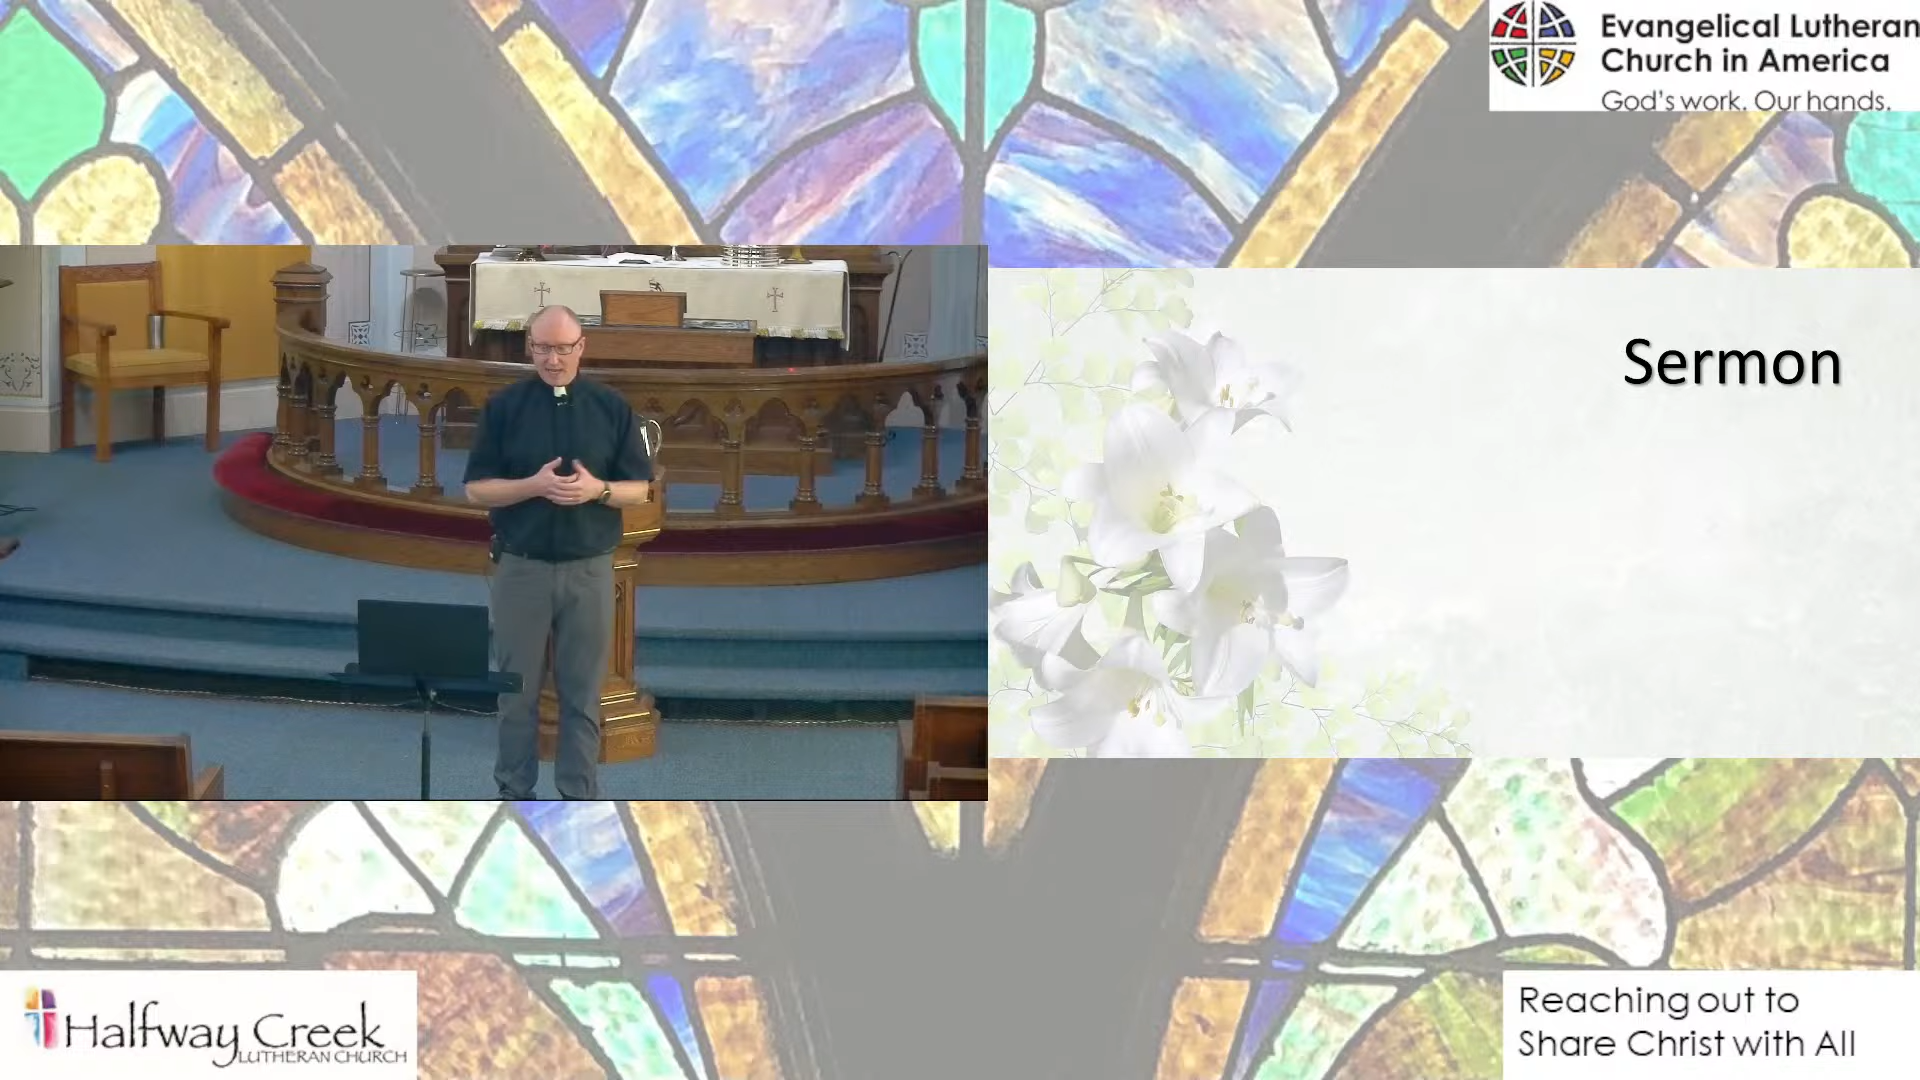 Evangelical Lutheran
Church in America
God's work. Our hands.
Sermon
Halfway Creek
LUTHERAN CHURCH
Reaching out to
Share Christ with All